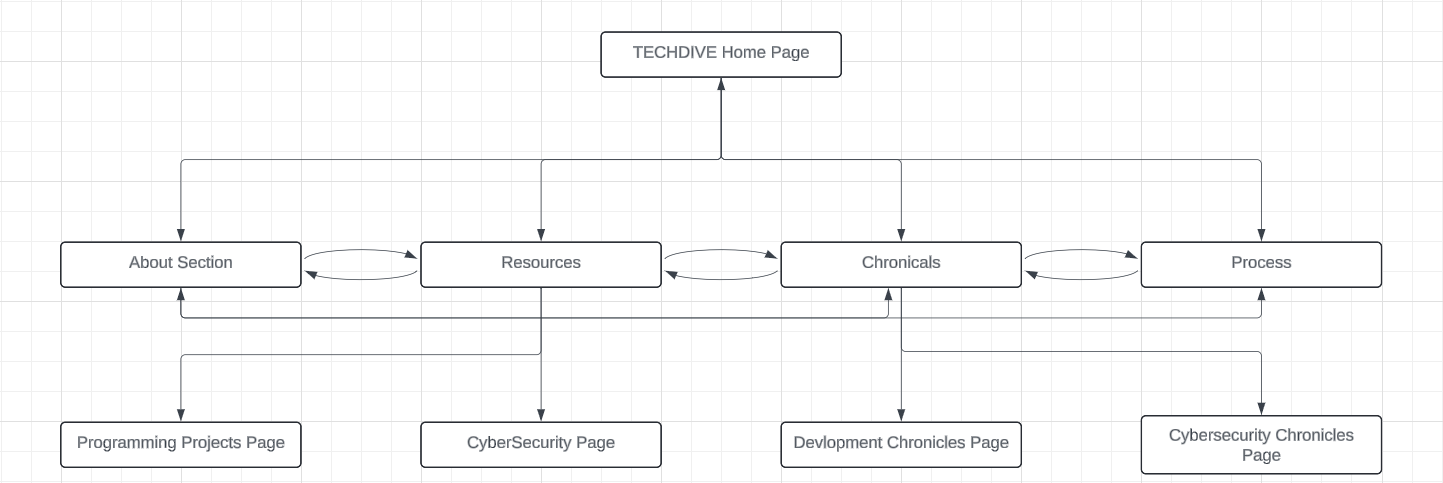 TECHDIVE Home Page
About Section
Resources
Chronicals
Process
Programming Projects Page
CyberSecurity Page
Devlopment Chronicles Page
Cybersecurity Chronicles
Page